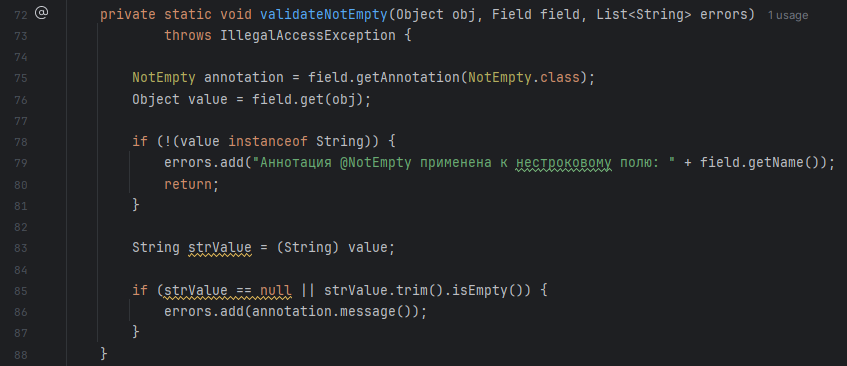 72 @ private static void validateNotEmpty(Object obj, Field field, List<String> errors) 1 usage
73 throws IllegalAccessException {
74
75 NotEmpty annotation = field.getAnnotation(NotEmpty.class);
76 Object value = field.get(obj);
77
78 if (!(value instanceof String)) {
79 errors.add("Аннотация @NotEmpty применена к нестроковому полю: " + field.getName());
80 return;
81 }
82
83 String strValue = (String) value;
84
85 if (strValue == null || strValue.trim().isEmpty()) {
86 errors.add(annotation.message());
87 }
88 }